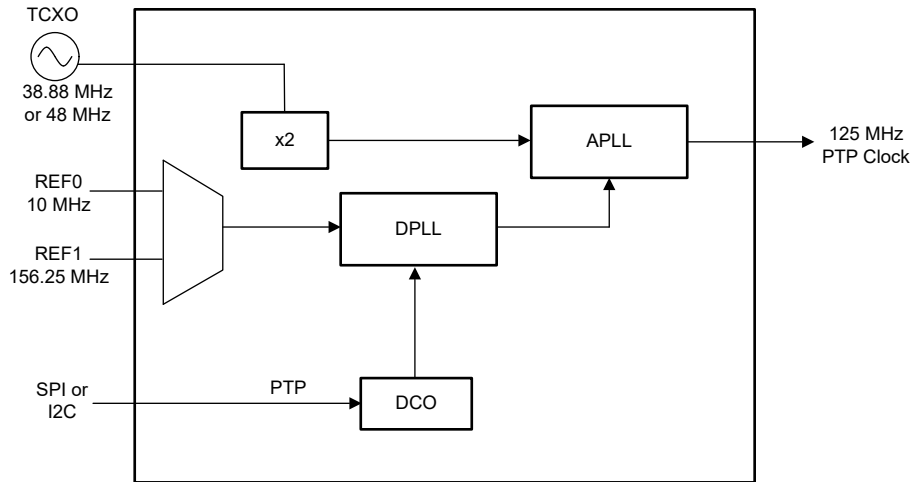 TCXO
38.88 MHz
or 48 MHz
x2
APLL
125 MHz
PTP Clock
REF0
10 MHz
DPLL
REF1
156.25 MHz
SPI or
I2C
PTP
DCO